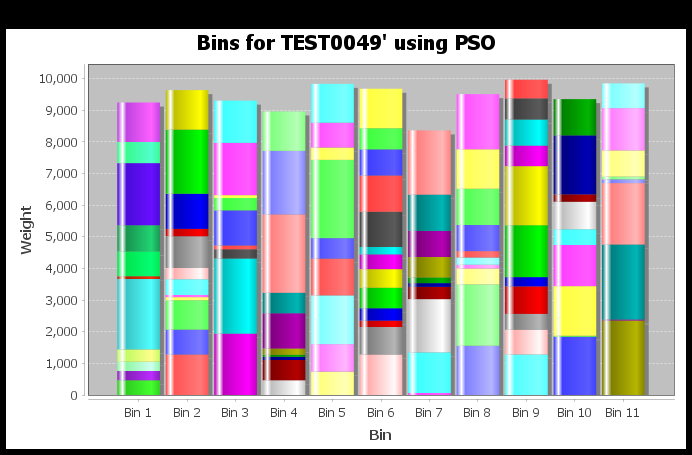 Bins for TEST0049' using PSO
10,000
9,000
8,000
7,000
6,000
5,000
4,000
3,000
2,000
1,000
0
Weight
Bin 1 Bin 2 Bin 3 Bin 4 Bin 5 Bin 6 Bin 7 Bin 8 Bin 9 Bin 10 Bin 11
Bin